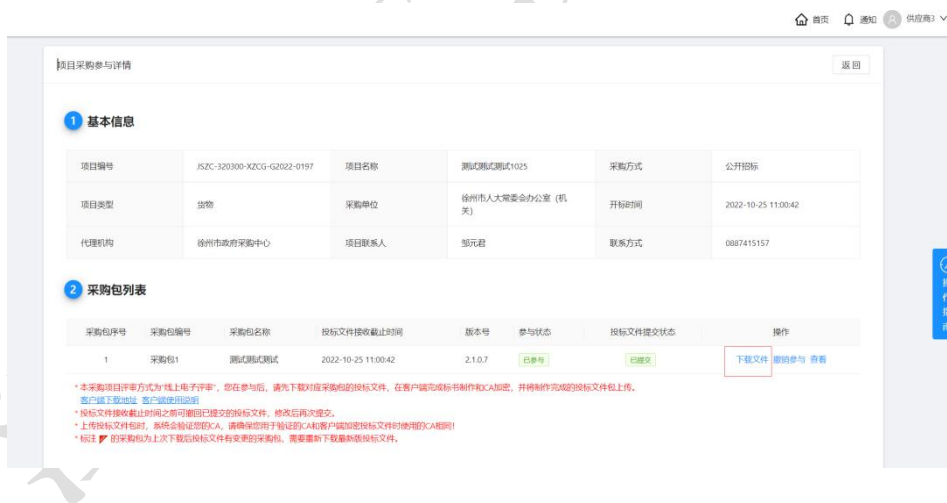 首页 通知 供应商3
项目采购参与详情 返回
1 基本信息
项目编号 JSZC-320300-XZCG-G2022-0197 项目名称 测试测试测试1025 采购方式 公开招标
项目类型 货物 采购单位 徐州市人大常委会办公室（机
关） 开标时间 2022-10-25 11:00:42
代理机构 徐州市政府采购中心 项目联系人 邹元君 联系方式 0887415157
2 采购包列表
采购包序号 采购包编号 采购包名称 投标文件接收截止时间 版本号 参与状态 投标文件提交状态 操作
1 采购包1 测试测试测试 2022-10-25 11:00:42 2.1.0.7 已参与 已提交 下载文件 撤销参与 查看
* 本采购项目评审方式为“线上电子评审”，您在参与后，请先下载对应采购包的投标文件，在客户端完成标书制作和CA加密，并将制作完成的投标文件包上传。
客户端下载地址 客户端使用说明
* 投标文件接收截止时间之前可撤回已提交的投标文件，修改后再次提交。
* 上传投标文件包时，系统会验证您的CA，请确保您用于验证的CA和客户端加密投标文件时使用的CA相同！
* 标注 的采购包为上次下载后投标文件有变更的采购包，需要重新下载最新版投标文件。